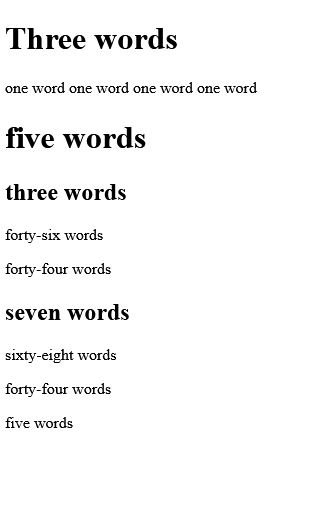 Three words
one word one word one word one word
five words
three words
forty-six words
forty-four words
seven words
sixty-eight words
forty-four words
five words